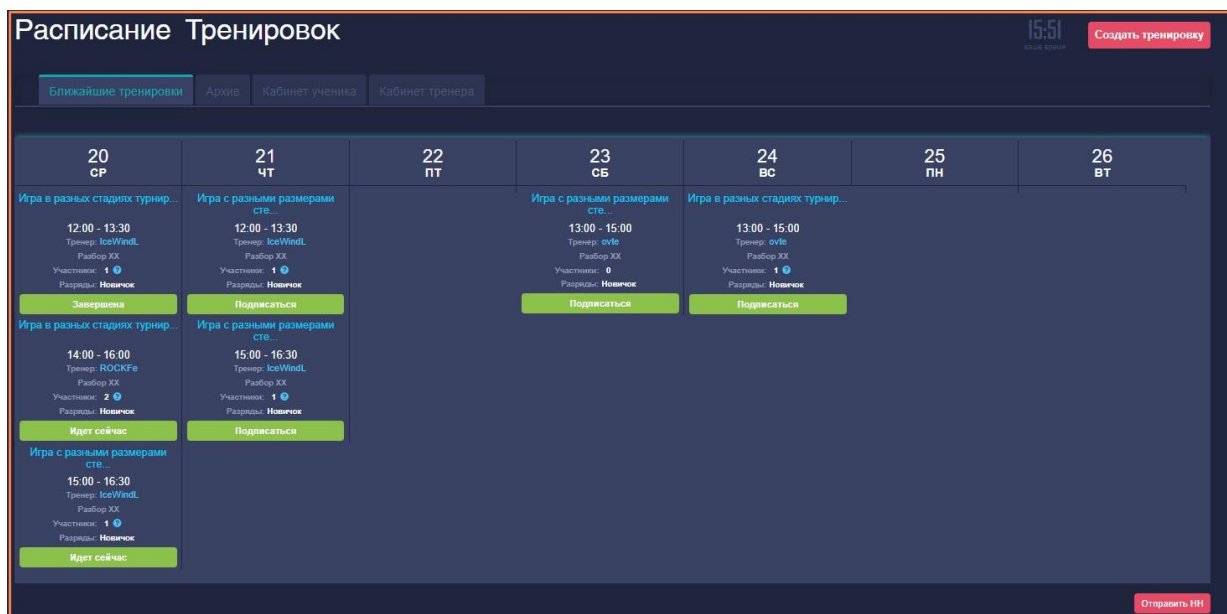 Расписание Тренировок
15:51
ваше время
Создать тренировку
Ближайшие тренировки
Архив
Кабинет ученика
Кабинет тренера
20
СР
21
ЧТ
22
ПТ
23
СБ
24
ВС
25
ПН
26
ВТ
Игра в разных стадиях турнир...
12:00 - 13:30
Тренер: IceWindL
Разбор ХХ
Участники: 1 ?
Разряды: Новичок
Завершена
Игра в разных стадиях турнир...
14:00 - 16:00
Тренер: ROCKFe
Разбор ХХ
Участники: 2 ?
Разряды: Новичок
Идет сейчас
Игра с разными размерами
сте...
15:00 - 16:30
Тренер: IceWindL
Разбор ХХ
Участники: 1 ?
Разряды: Новичок
Идет сейчас
Игра с разными размерами
сте...
12:00 - 13:30
Тренер: IceWindL
Разбор ХХ
Участники: 1 ?
Разряды: Новичок
Подписаться
Игра с разными размерами
сте...
15:00 - 16:30
Тренер: IceWindL
Разбор ХХ
Участники: 1 ?
Разряды: Новичок
Подписаться
Игра с разными размерами
сте...
13:00 - 15:00
Тренер: ovle
Разбор ХХ
Участники: 0
Разряды: Новичок
Подписаться
Игра в разных стадиях турнир...
13:00 - 15:00
Тренер: ovle
Разбор ХХ
Участники: 1 ?
Разряды: Новичок
Подписаться
Отправить НН